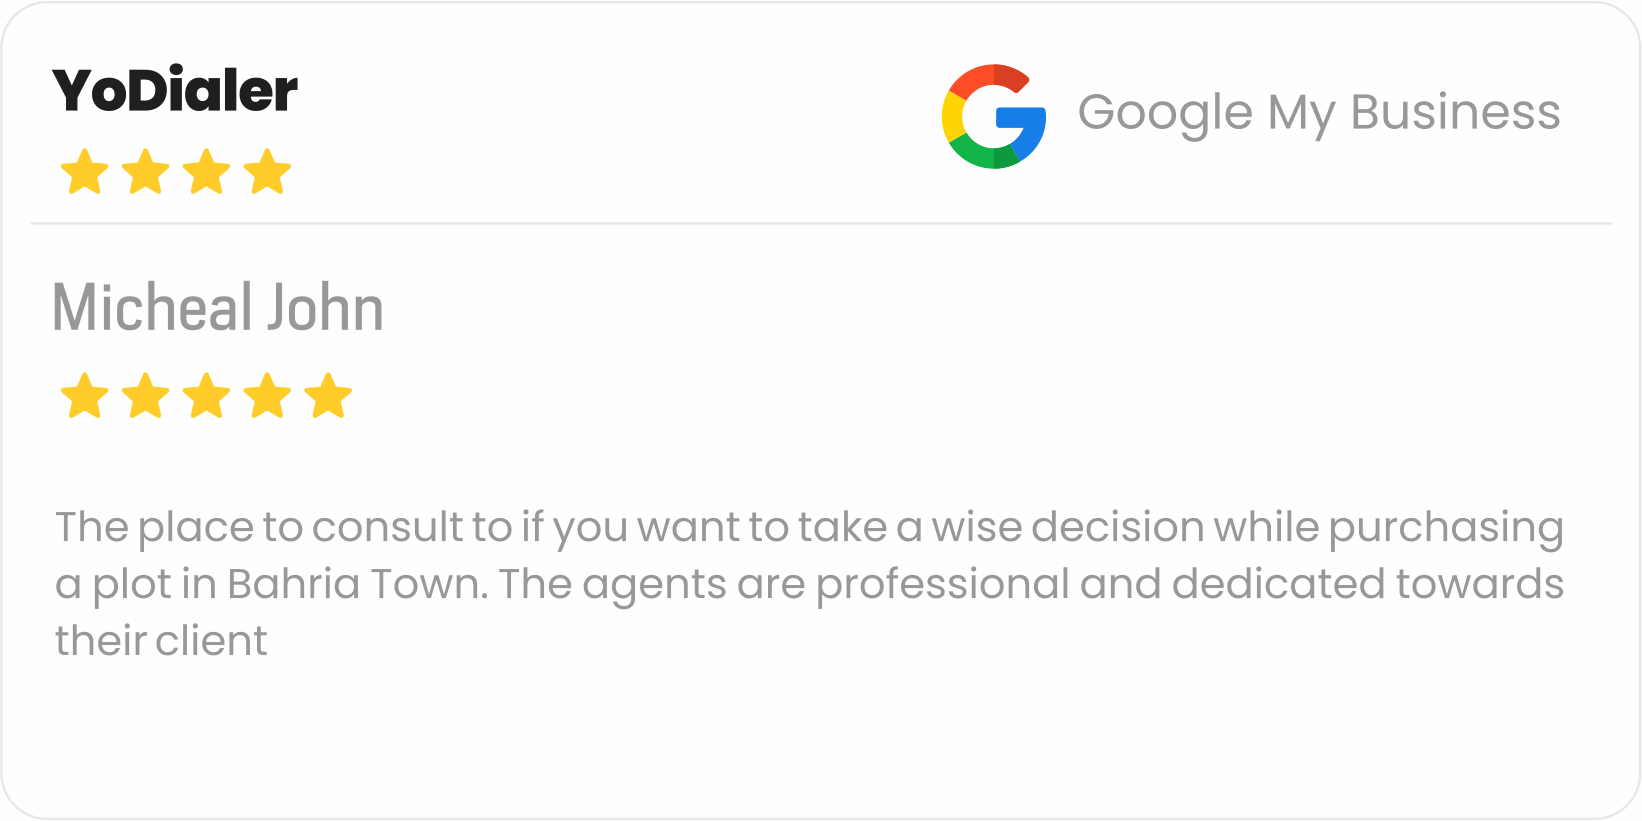 YoDialer
Google My Business
Micheal John
The place to consult to if you want to take a wise decision while purchasing
a plot in Bahria Town. The agents are professional and dedicated towards
their client